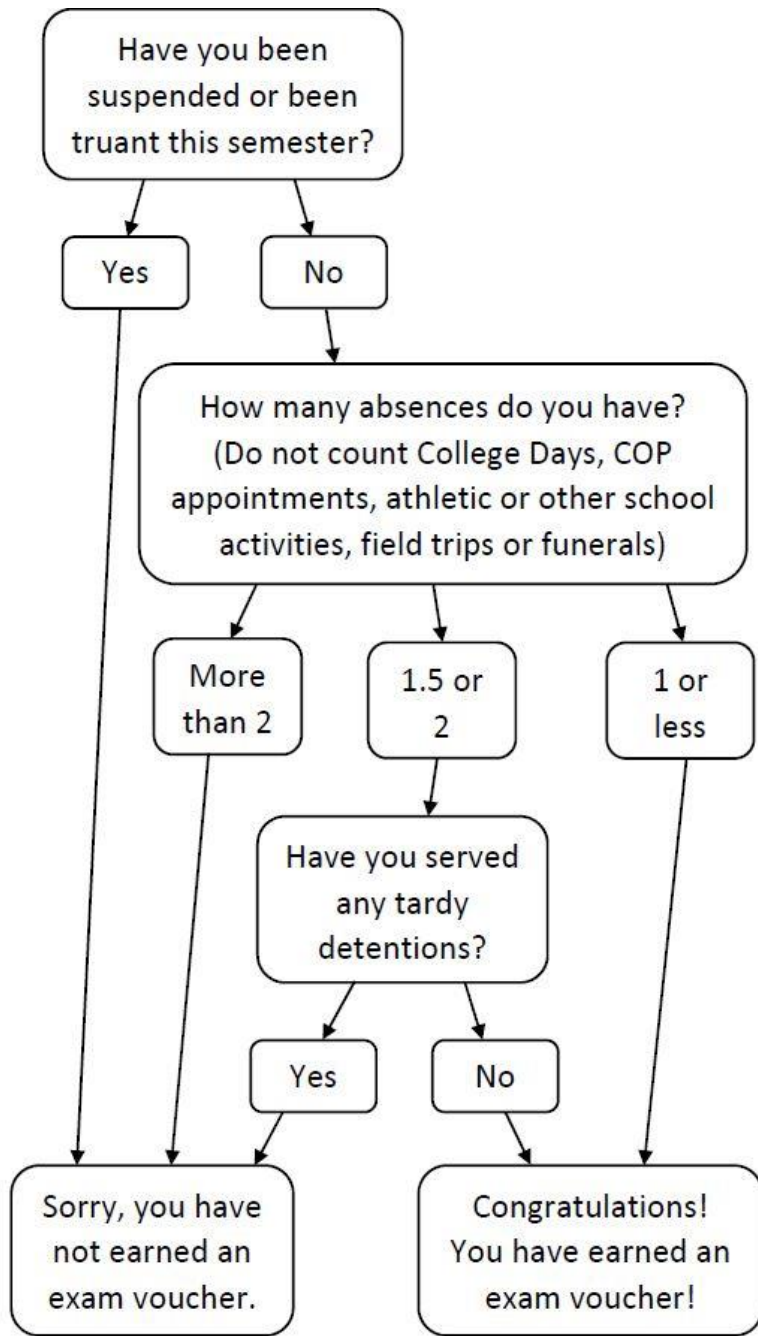 Have you been
suspended or been
truant this semester?
Yes
No
How many absences do you have?
(Do not count College Days, COP
appointments, athletic or other school
activities, field trips or funerals)
More
than 2
1.5 or
2
1 or
less
Have you served
any tardy
detentions?
Yes
No
Sorry, you have
not earned an
exam voucher.
Congratulations!
You have earned an
exam voucher!